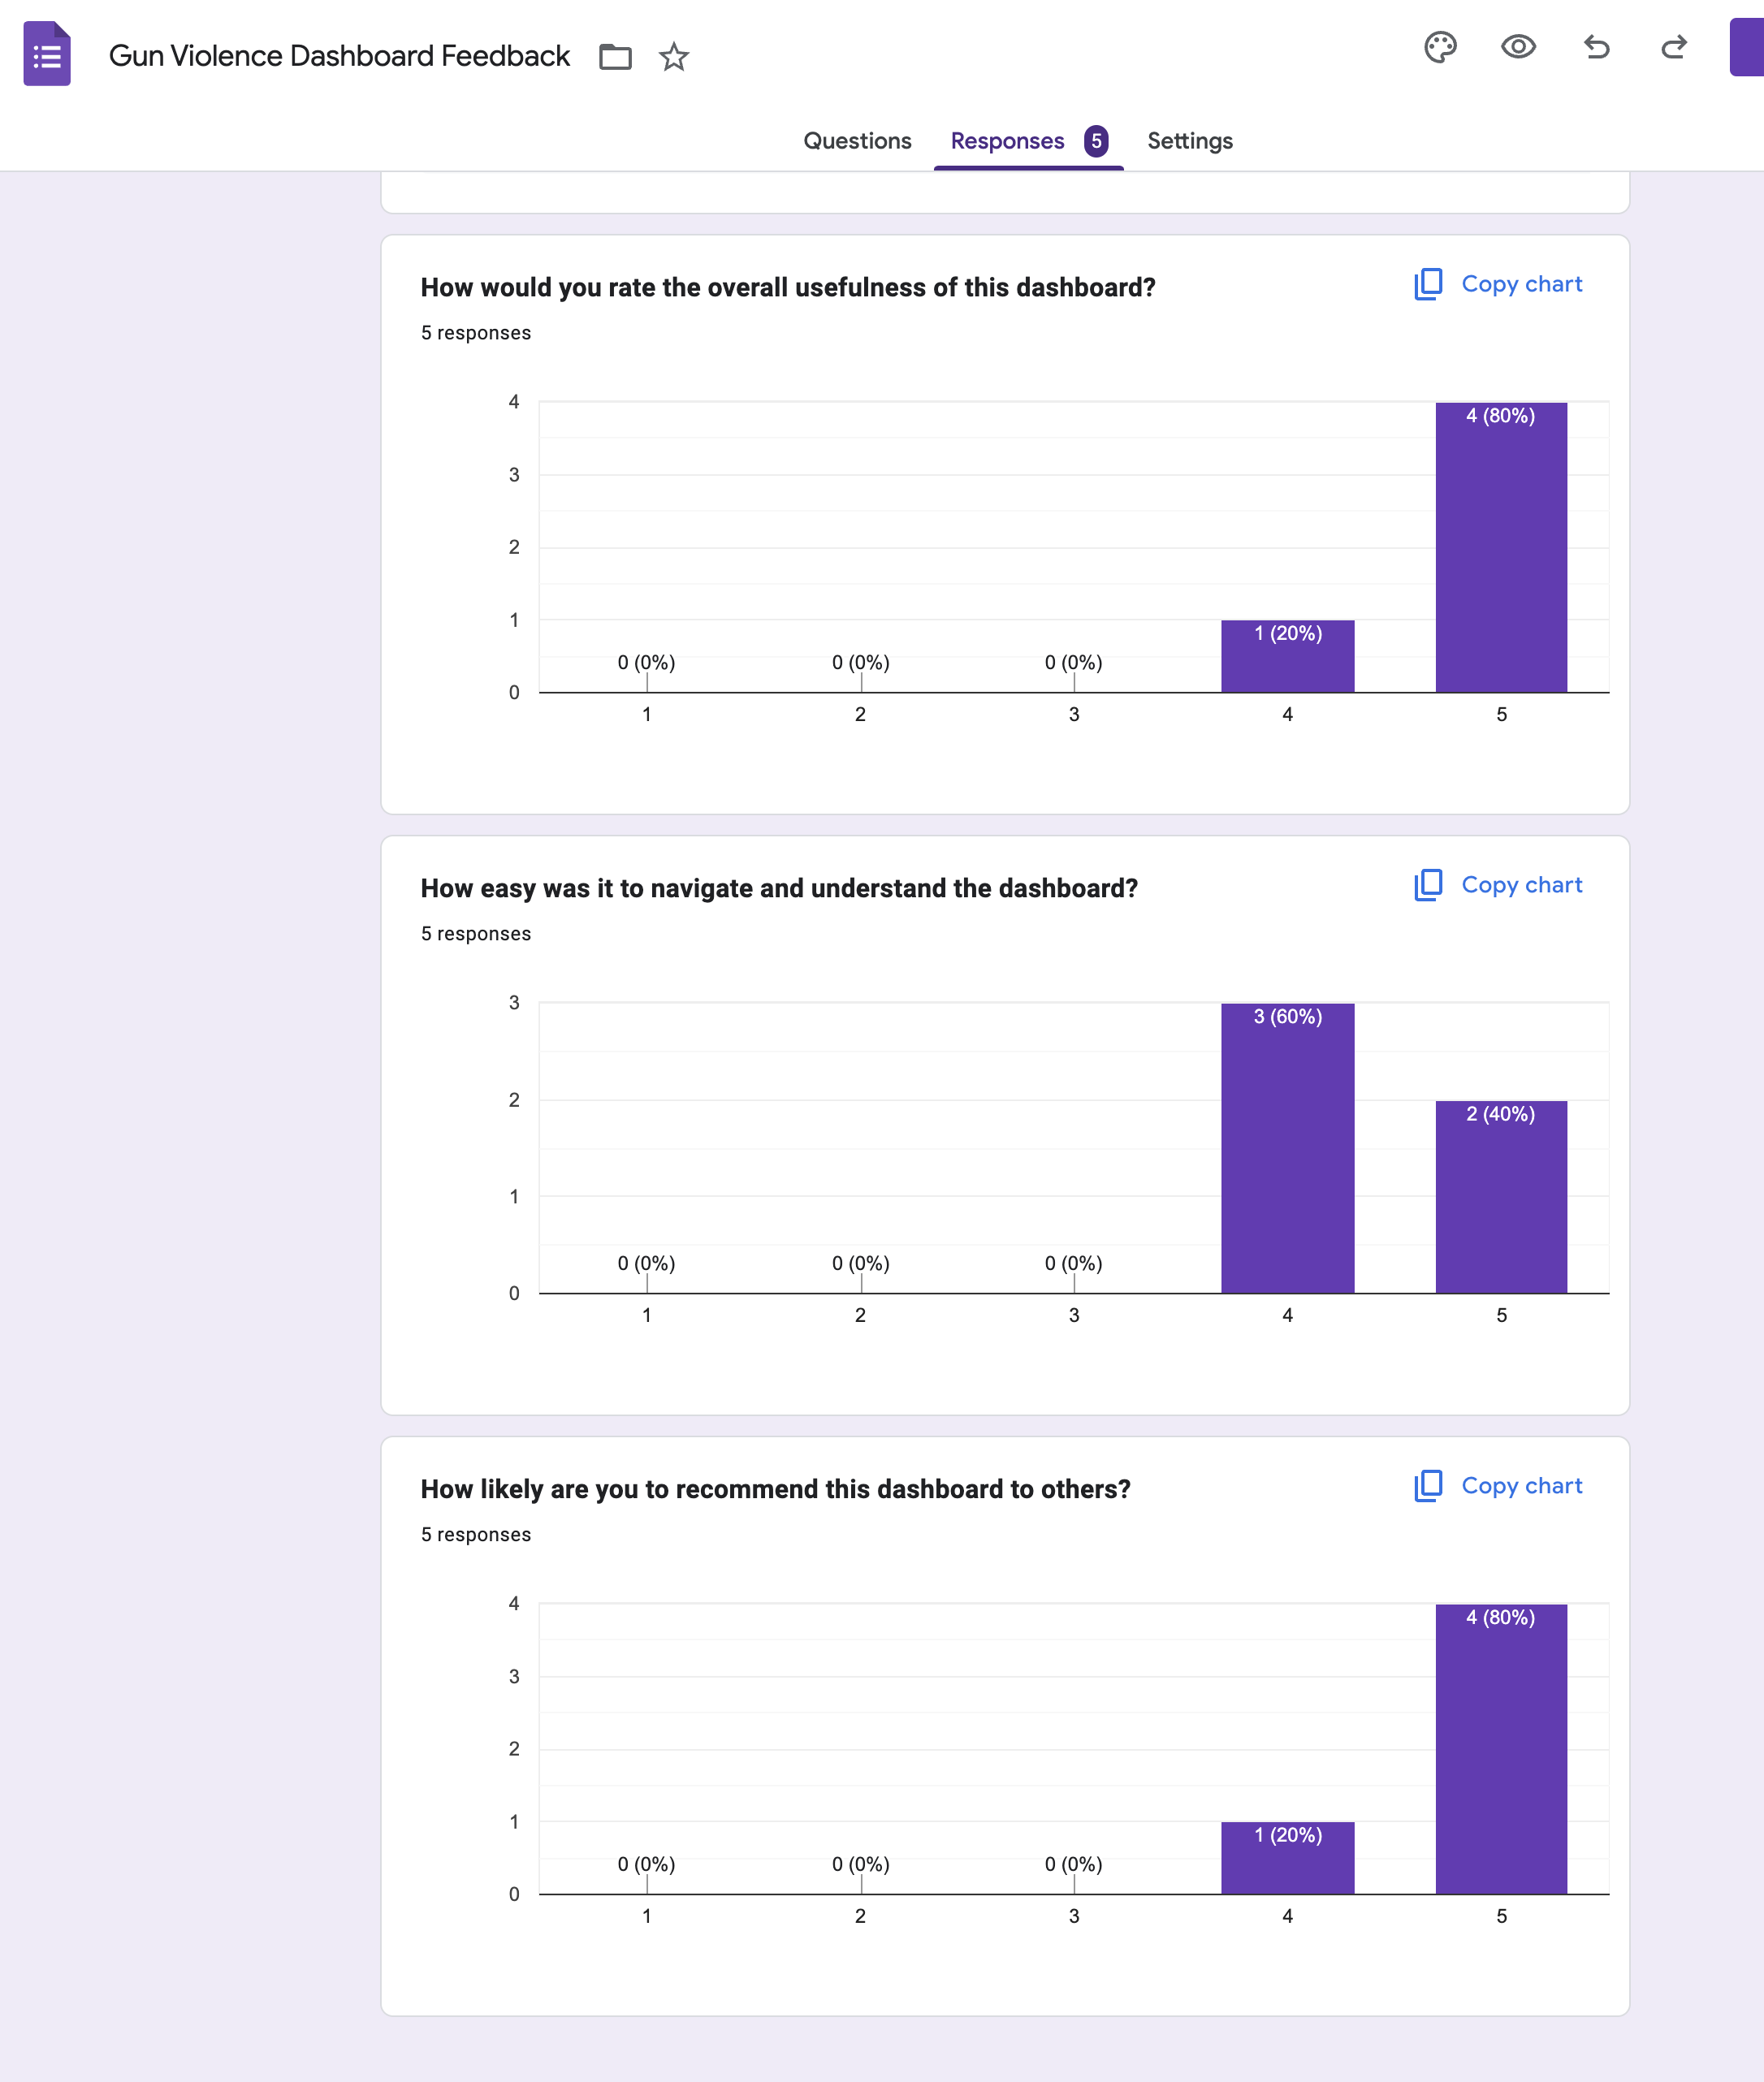 Gun Violence Dashboard Feedback
Questions Responses 5 Settings
How would you rate the overall usefulness of this dashboard?
Copy chart
5 responses
4
3
2
1
0
0 (0%) 0 (0%) 0 (0%) 1 (20%) 4 (80%)
1 2 3 4 5
How easy was it to navigate and understand the dashboard?
Copy chart
5 responses
3
2
1
0
0 (0%) 0 (0%) 0 (0%) 3 (60%) 2 (40%)
1 2 3 4 5
How likely are you to recommend this dashboard to others?
Copy chart
5 responses
4
3
2
1
0
0 (0%) 0 (0%) 0 (0%) 1 (20%) 4 (80%)
1 2 3 4 5